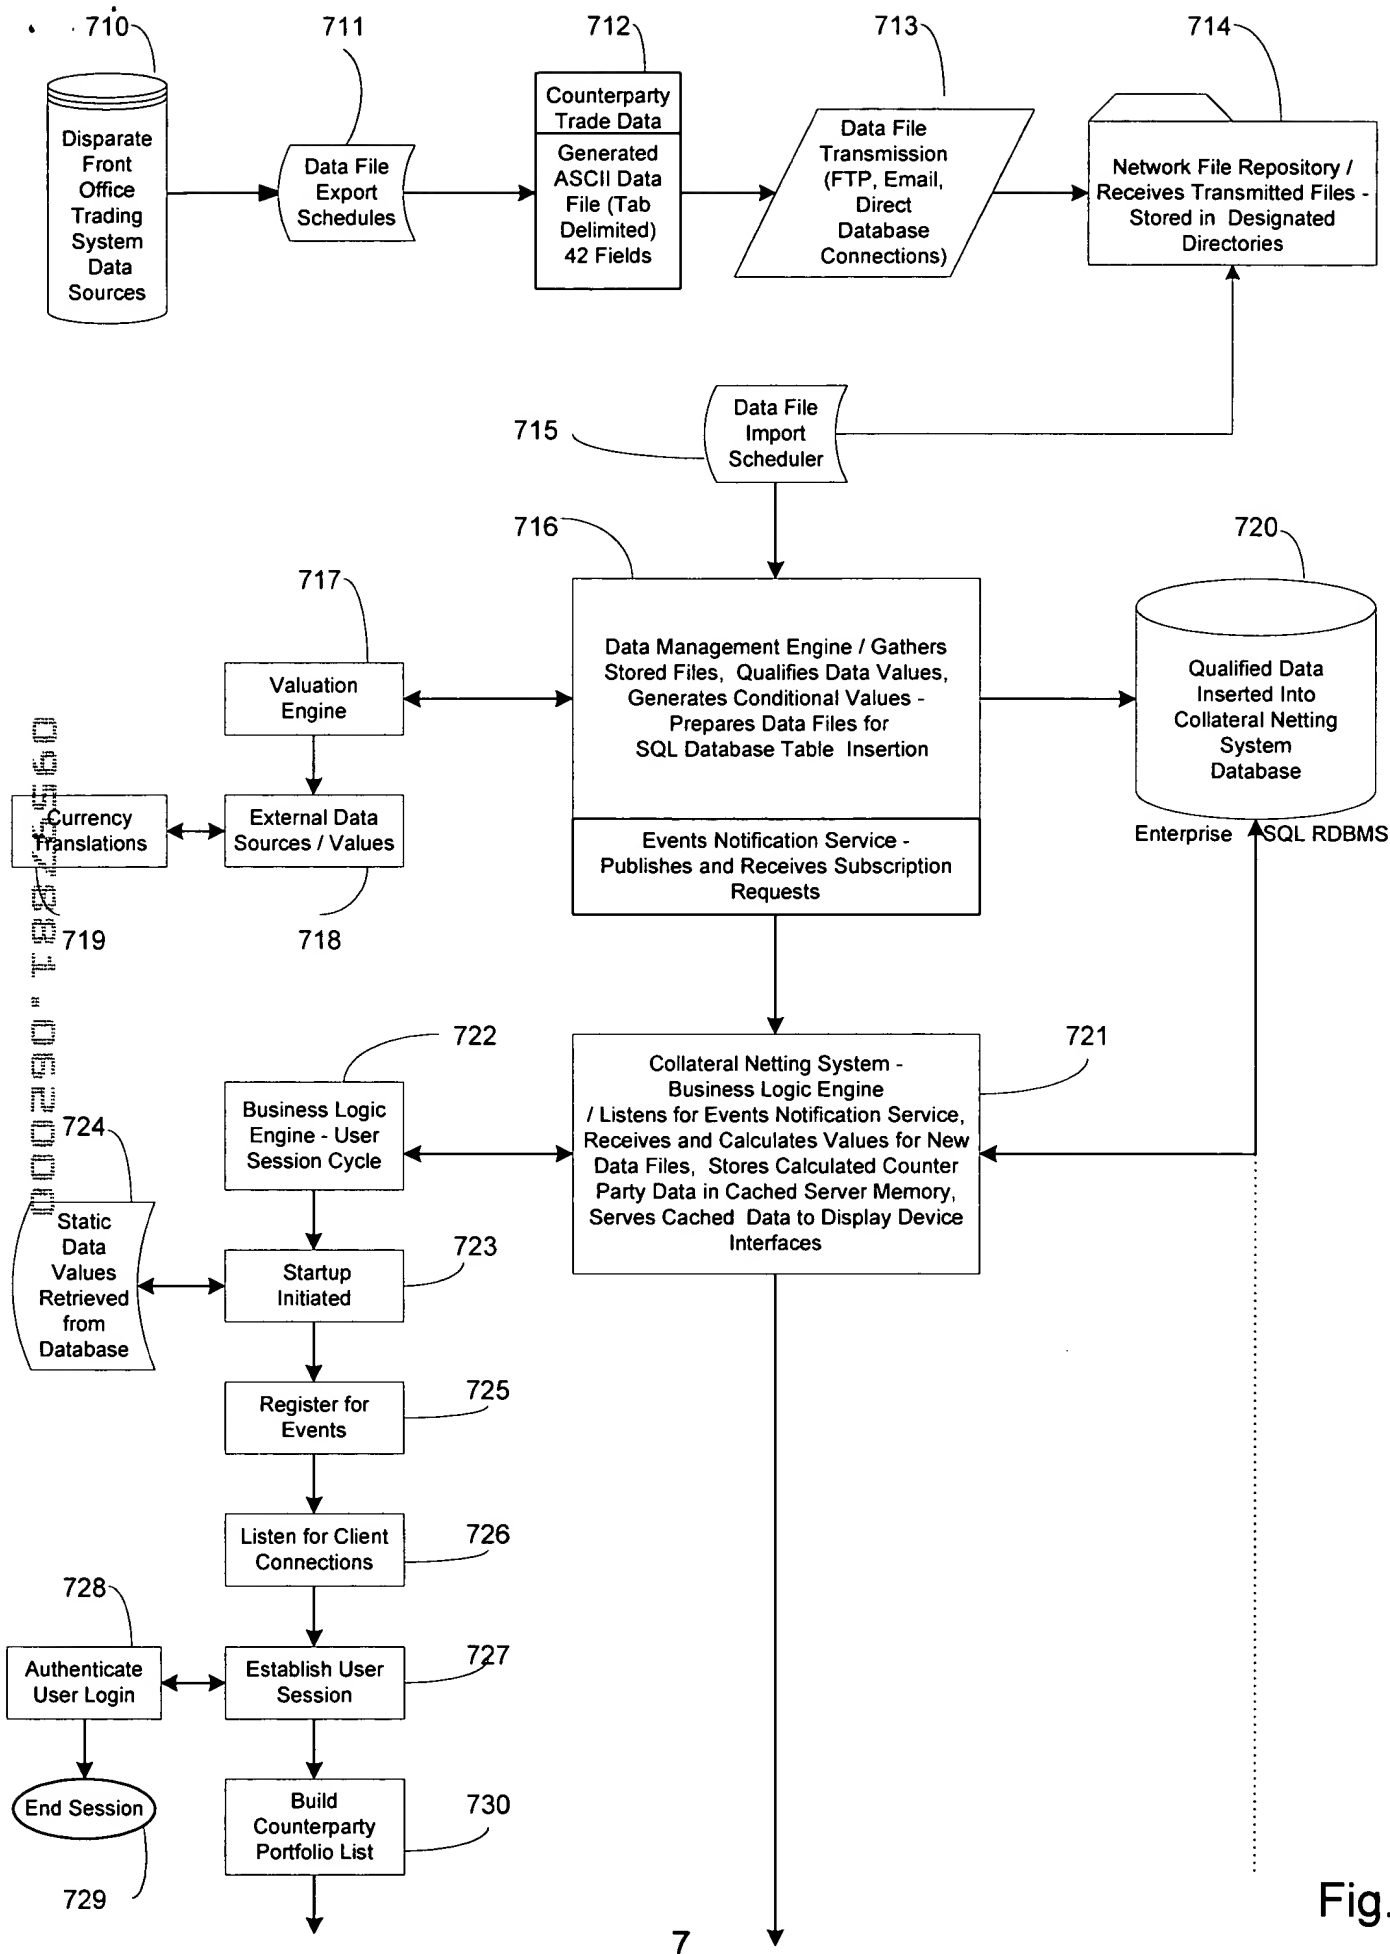 710
711
712
713
714
Disparate
Front
Office
Trading
System
Data
Sources
Data File
Export
Schedules
Counterparty
Trade Data
Generated
ASCII Data
File (Tab
Delimited)
42 Fields
Data File
Transmission
(FTP, Email,
Direct
Database
Connections)
Network File Repository /
Receives Transmitted Files -
Stored in Designated
Directories
715
Data File
Import
Scheduler
716
717
720
Valuation
Engine
Data Management Engine / Gathers
Stored Files, Qualifies Data Values,
Generates Conditional Values -
Prepares Data Files for
SQL Database Table Insertion
Qualified Data
Inserted Into
Collateral Netting
System
Database
Currency
Translations
External Data
Sources / Values
Events Notification Service -
Publishes and Receives Subscription
Requests
Enterprise SQL RDBMS
719
718
722
721
724
Business Logic
Engine - User
Session Cycle
Collateral Netting System -
Business Logic Engine
/ Listens for Events Notification Service,
Receives and Calculates Values for New
Data Files, Stores Calculated Counter
Party Data in Cached Server Memory,
Serves Cached Data to Display Device
Interfaces
Static
Data
Values
Retrieved
from
Database
Startup
Initiated
723
Register for
Events
725
Listen for Client
Connections
726
728
Authenticate
User Login
Establish User
Session
727
End Session
Build
Counterparty
Portfolio List
730
729
Fig.
7